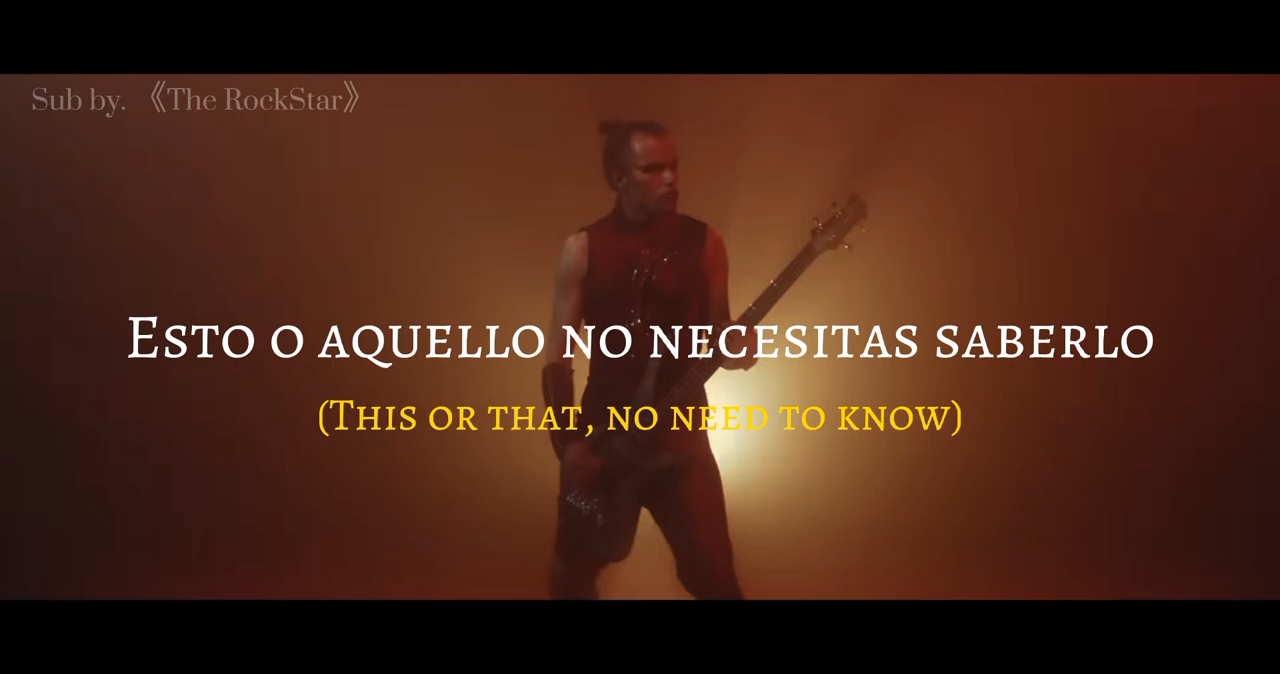 Sub by. 《The RockStar》
Esto o aquello no necesitas saberlo
(This or that, no need to know)